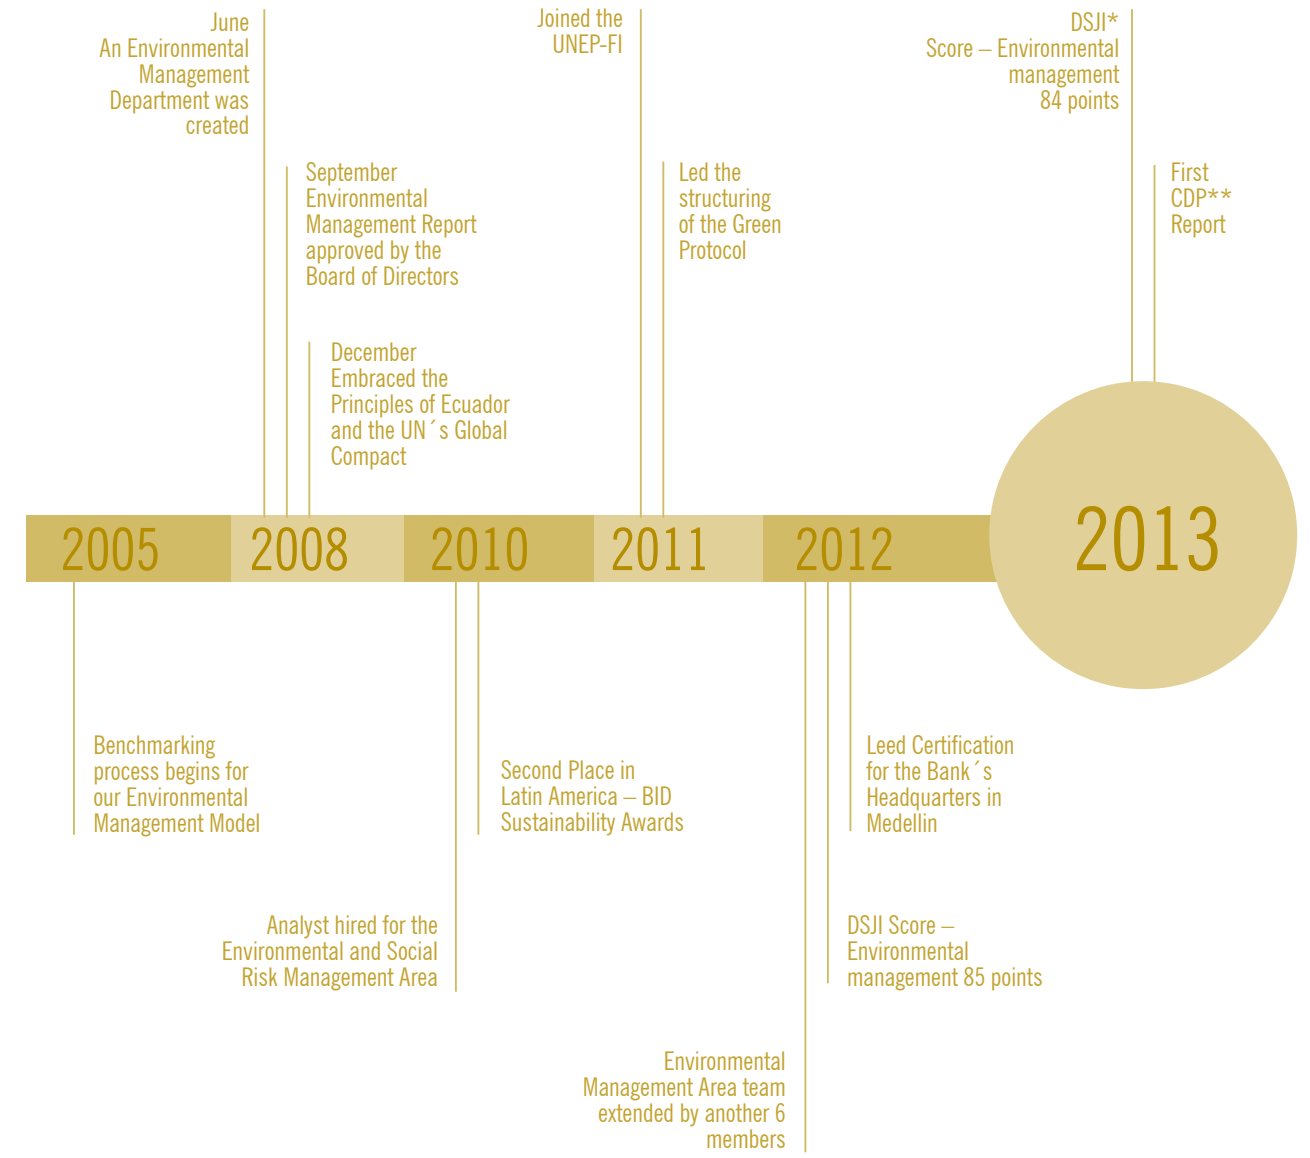 June
An Environmental
Management
Department was
created
September
Environmental
Management Report
approved by the
Board of Directors
December
Embraced the
Principles of Ecuador
and the UN´s Global
Compact
Joined the
UNEP-FI
Led the
structuring
of the Green
Protocol
DSJI*
Score – Environmental
management
84 points
First
CDP**
Report
2005
2008
2010
2011
2012
2013
Benchmarking
process begins for
our Environmental
Management Model
Analyst hired for the
Environmental and Social
Risk Management Area
Second Place in
Latin America – BID
Sustainability Awards
Environmental
Management Area team
extended by another 6
members
DSJI Score –
Environmental
management 85 points
Leed Certification
for the Bank´s
Headquarters in
Medellin